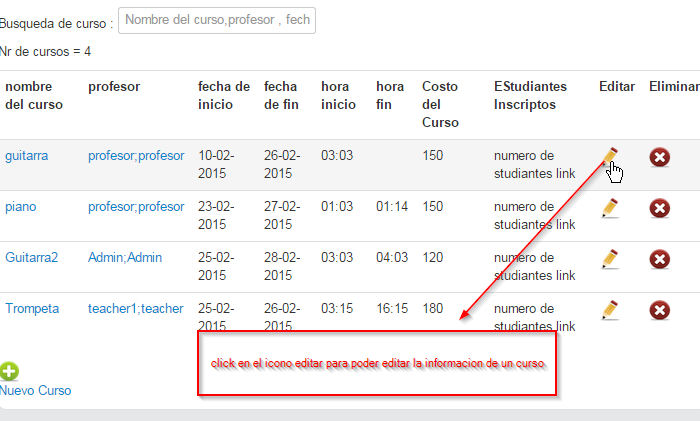 Busqueda de curso : Nombre del curso,profesor , fech
Nr de cursos = 4
nombre del curso profesor fecha de inicio fecha de fin hora inicio hora fin Costo del Curso EStudiantes Inscriptos Editar Eliminar
guitarra profesor;profesor 10-02-2015 26-02-2015 03:03 150 numero de studiantes link
piano profesor;profesor 23-02-2015 27-02-2015 01:03 01:14 150 numero de studiantes link
Guitarra2 Admin;Admin 25-02-2015 28-02-2015 03:03 04:03 120 numero de studiantes link
Trompeta teacher1;teacher 25-02-2015 26-02-2015 03:15 16:15 180 numero de studiantes link
click en el icono editar para poder editar la informacion de un curso
Nuevo Curso